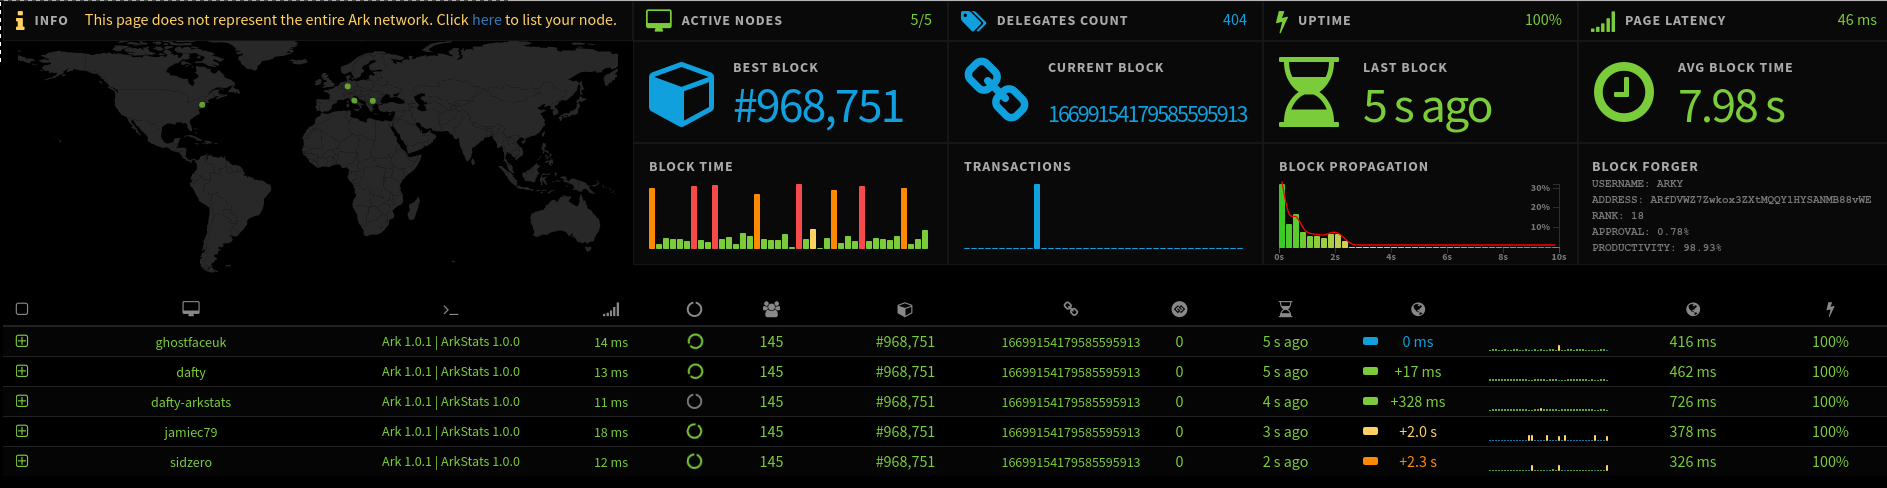 INFO This page does not represent the entire Ark network. Click here to list your node.
ACTIVE NODES 5/5
DELEGATES COUNT 404
UPTIME 100%
PAGE LATENCY 46 ms
BEST BLOCK
#968,751
CURRENT BLOCK
16699154179585595913
LAST BLOCK
5 s ago
AVG BLOCK TIME
7.98 s
BLOCK TIME
TRANSACTIONS
BLOCK PROPAGATION
30%
20%
10%
0s 2s 4s 6s 8s 10s
BLOCK FORGER
USERNAME: ARKY
ADDRESS: ARfDVWZ7Zwkox3ZXtMQQY1HYSANMB88vWE
RANK: 18
APPROVAL: 0.78%
PRODUCTIVITY: 98.93%
ghostfaceuk Ark 1.0.1 | ArkStats 1.0.0 14 ms 145 #968,751 16699154179585595913 0 5 s ago 0 ms 416 ms 100%
dafty Ark 1.0.1 | ArkStats 1.0.0 13 ms 145 #968,751 16699154179585595913 0 5 s ago +17 ms 462 ms 100%
dafty-arkstats Ark 1.0.1 | ArkStats 1.0.0 11 ms 145 #968,751 16699154179585595913 0 4 s ago +328 ms 726 ms 100%
jamiec79 Ark 1.0.1 | ArkStats 1.0.0 18 ms 145 #968,751 16699154179585595913 0 3 s ago +2.0 s 378 ms 100%
sidzero Ark 1.0.1 | ArkStats 1.0.0 12 ms 145 #968,751 16699154179585595913 0 2 s ago +2.3 s 326 ms 100%